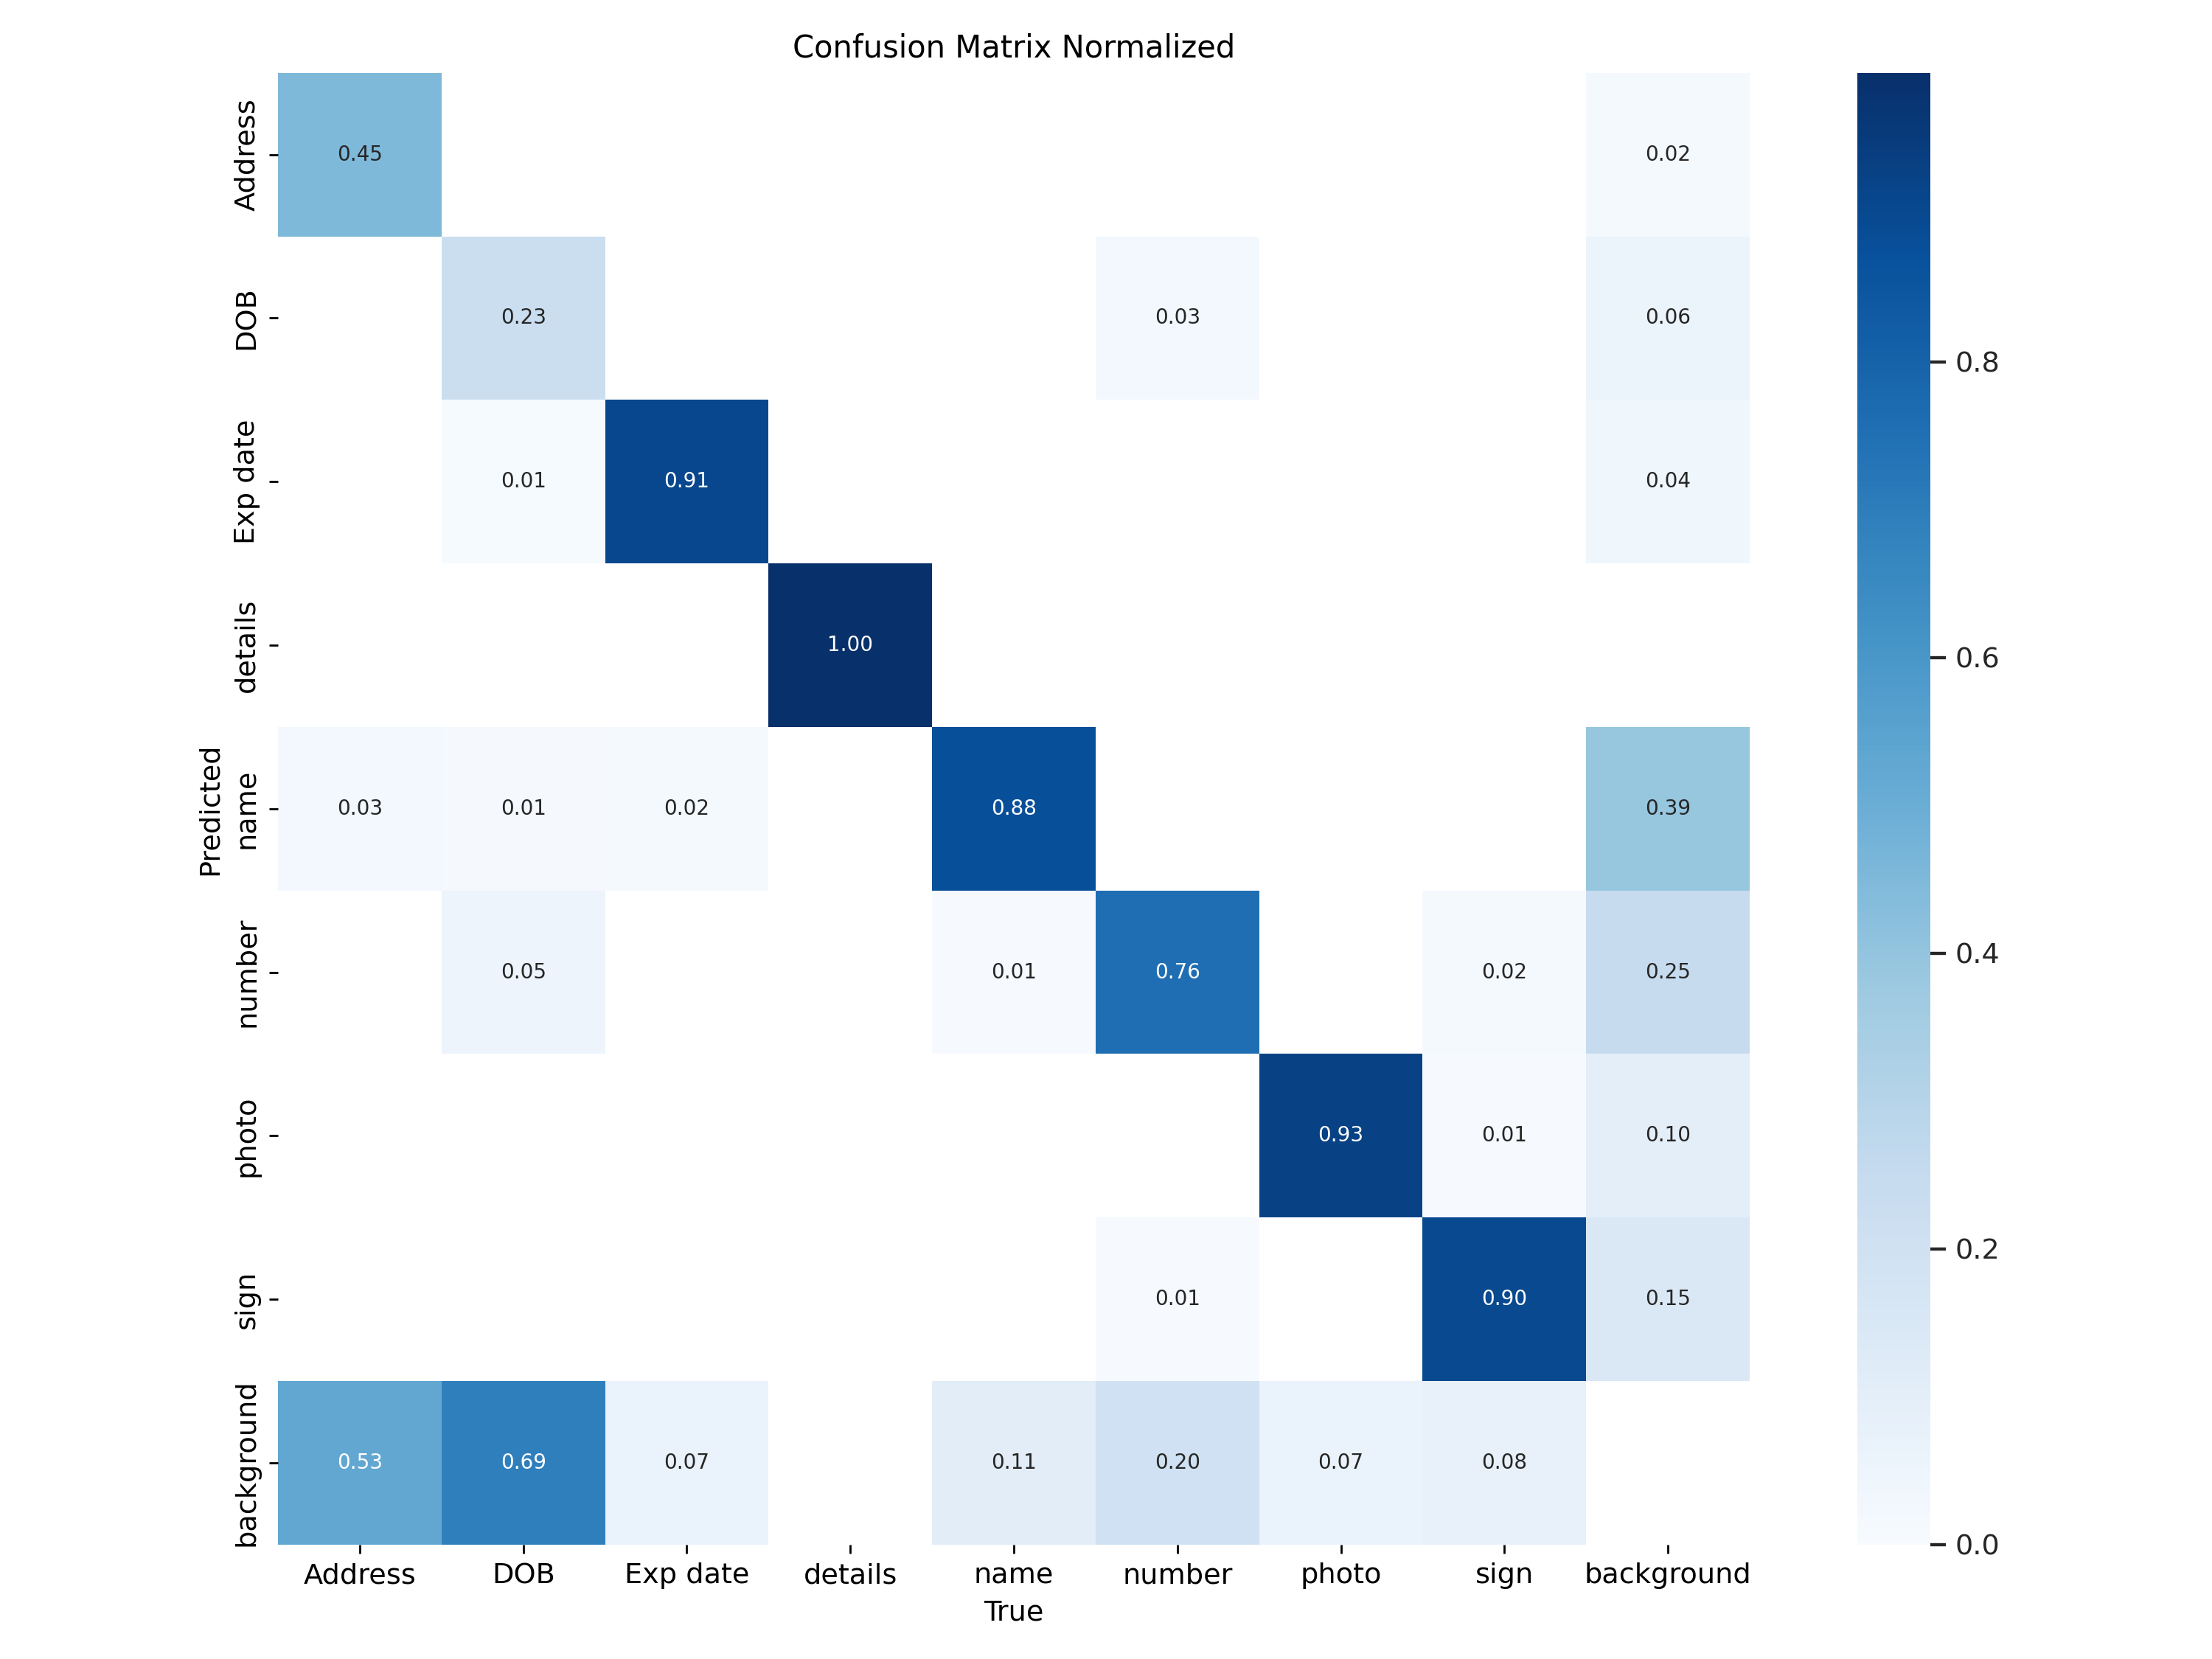 Confusion Matrix Normalized
Predicted
Address 0.45 0.02
DOB 0.23 0.03 0.06
Exp date 0.01 0.91 0.04
details 1.00
name 0.03 0.01 0.02 0.88 0.39
number 0.05 0.01 0.76 0.02 0.25
photo 0.93 0.01 0.10
sign 0.01 0.90 0.15
background 0.53 0.69 0.07 0.11 0.20 0.07 0.08
Address DOB Exp date details name number photo sign background
True
0.8
0.6
0.4
0.2
0.0